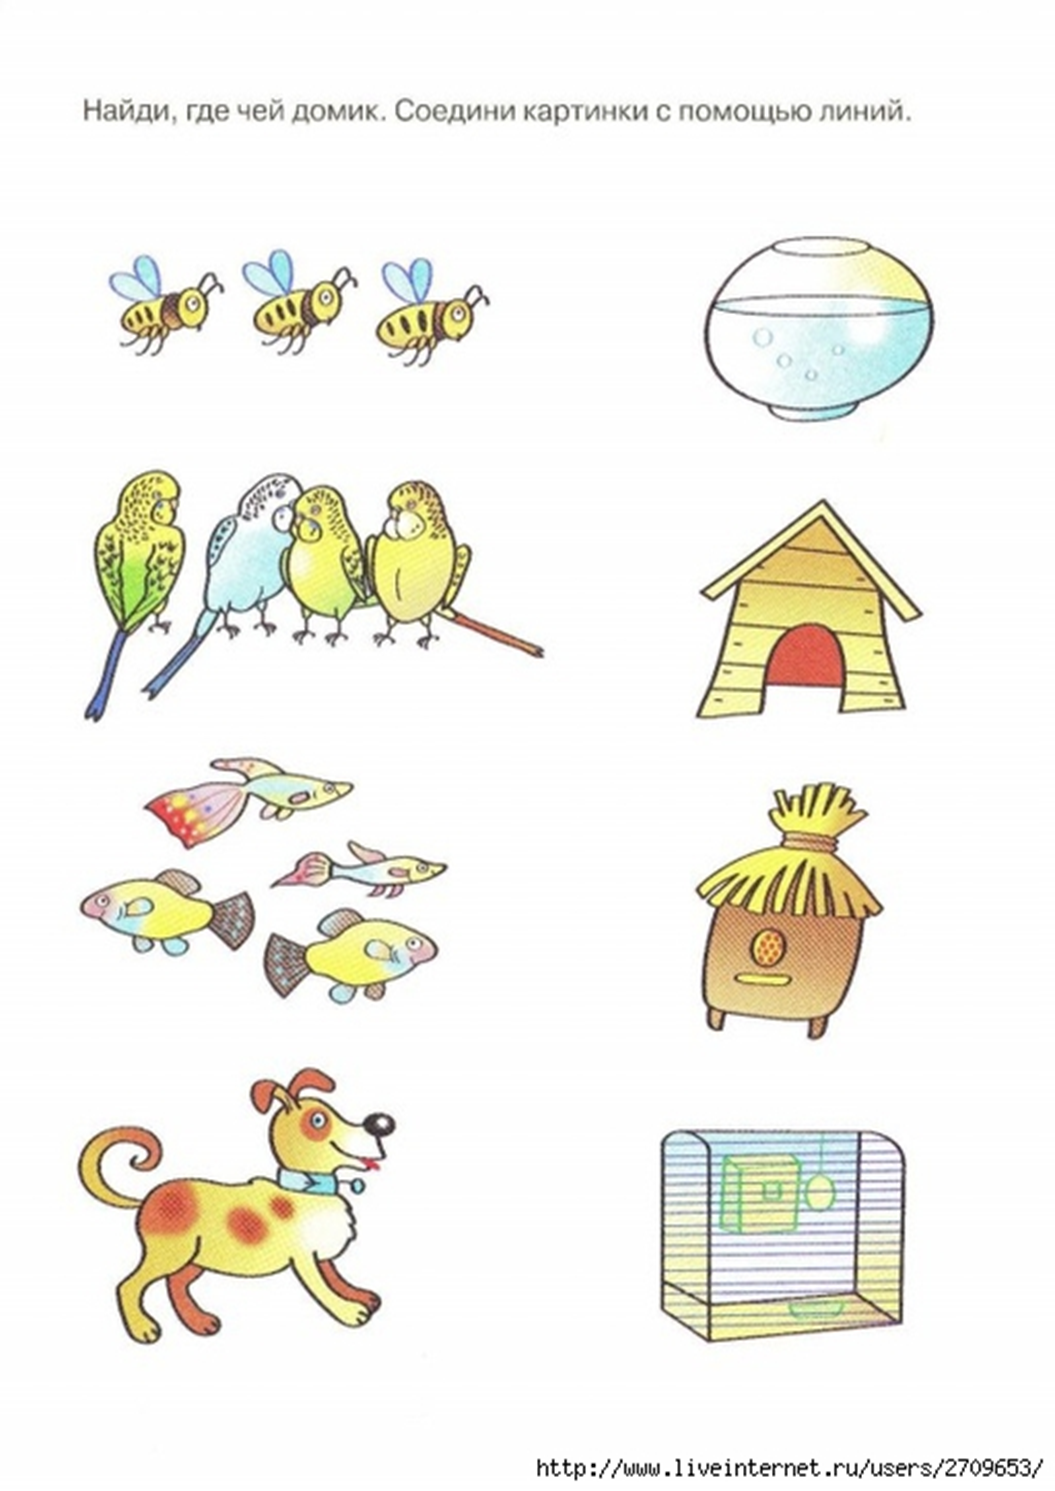 Найди, где чей домик. Соедини картинки с помощью линий.
http://www.liveinternet.ru/users/2709653/